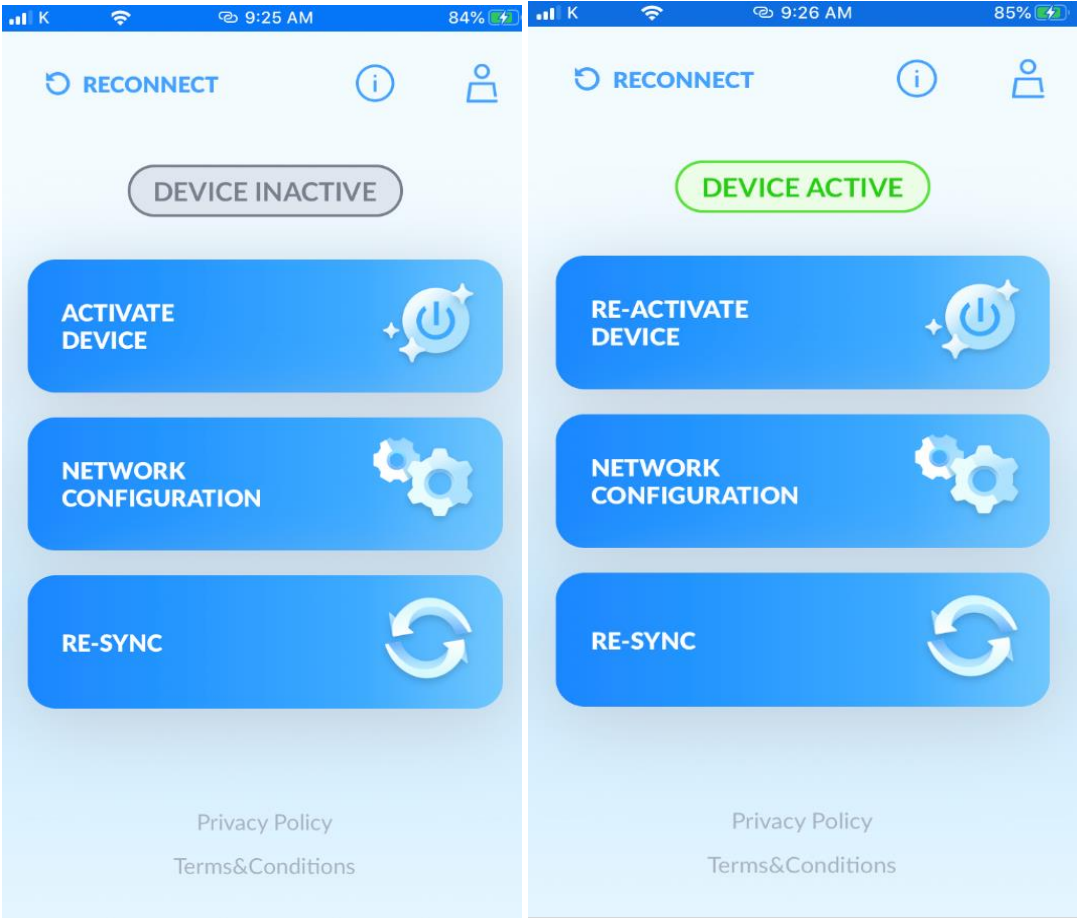 K 9:25 AM 84%
RECONNECT
DEVICE INACTIVE
ACTIVATE
DEVICE
NETWORK
CONFIGURATION
RE-SYNC
Privacy Policy
Terms&Conditions
K 9:26 AM 85%
RECONNECT
DEVICE ACTIVE
RE-ACTIVATE
DEVICE
NETWORK
CONFIGURATION
RE-SYNC
Privacy Policy
Terms&Conditions